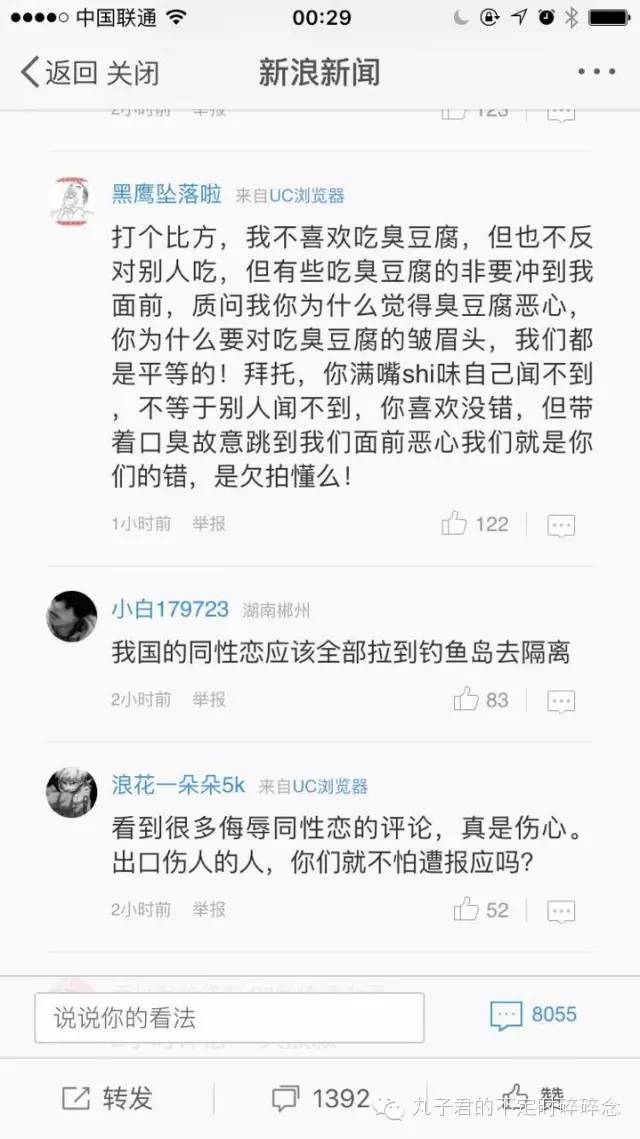 中国联通 00:29
返回 关闭 新浪新闻
2小时前 举报 123
黑鹰坠落啦 来自UC浏览器
打个比方，我不喜欢吃臭豆腐，但也不反
对别人吃，但有些吃臭豆腐的非要冲到我
面前，质问我你为什么觉得臭豆腐恶心，
你为什么要对吃臭豆腐的皱眉头，我们都
是平等的！拜托，你满嘴shi味自己闻不到
，不等于别人闻不到，你喜欢没错，但带
着口臭故意跳到我们面前恶心我们就是你
们的错，是欠拍懂么！
1小时前 举报 122
小白179723 湖南郴州
我国的同性恋应该全部拉到钓鱼岛去隔离
2小时前 举报 83
浪花一朵朵5k 来自UC浏览器
看到很多侮辱同性恋的评论，真是伤心。
出口伤人的人，你们就不怕遭报应吗？
2小时前 举报 52
说说你的看法 8055
转发 1392 赞
九子君的不定时碎碎念